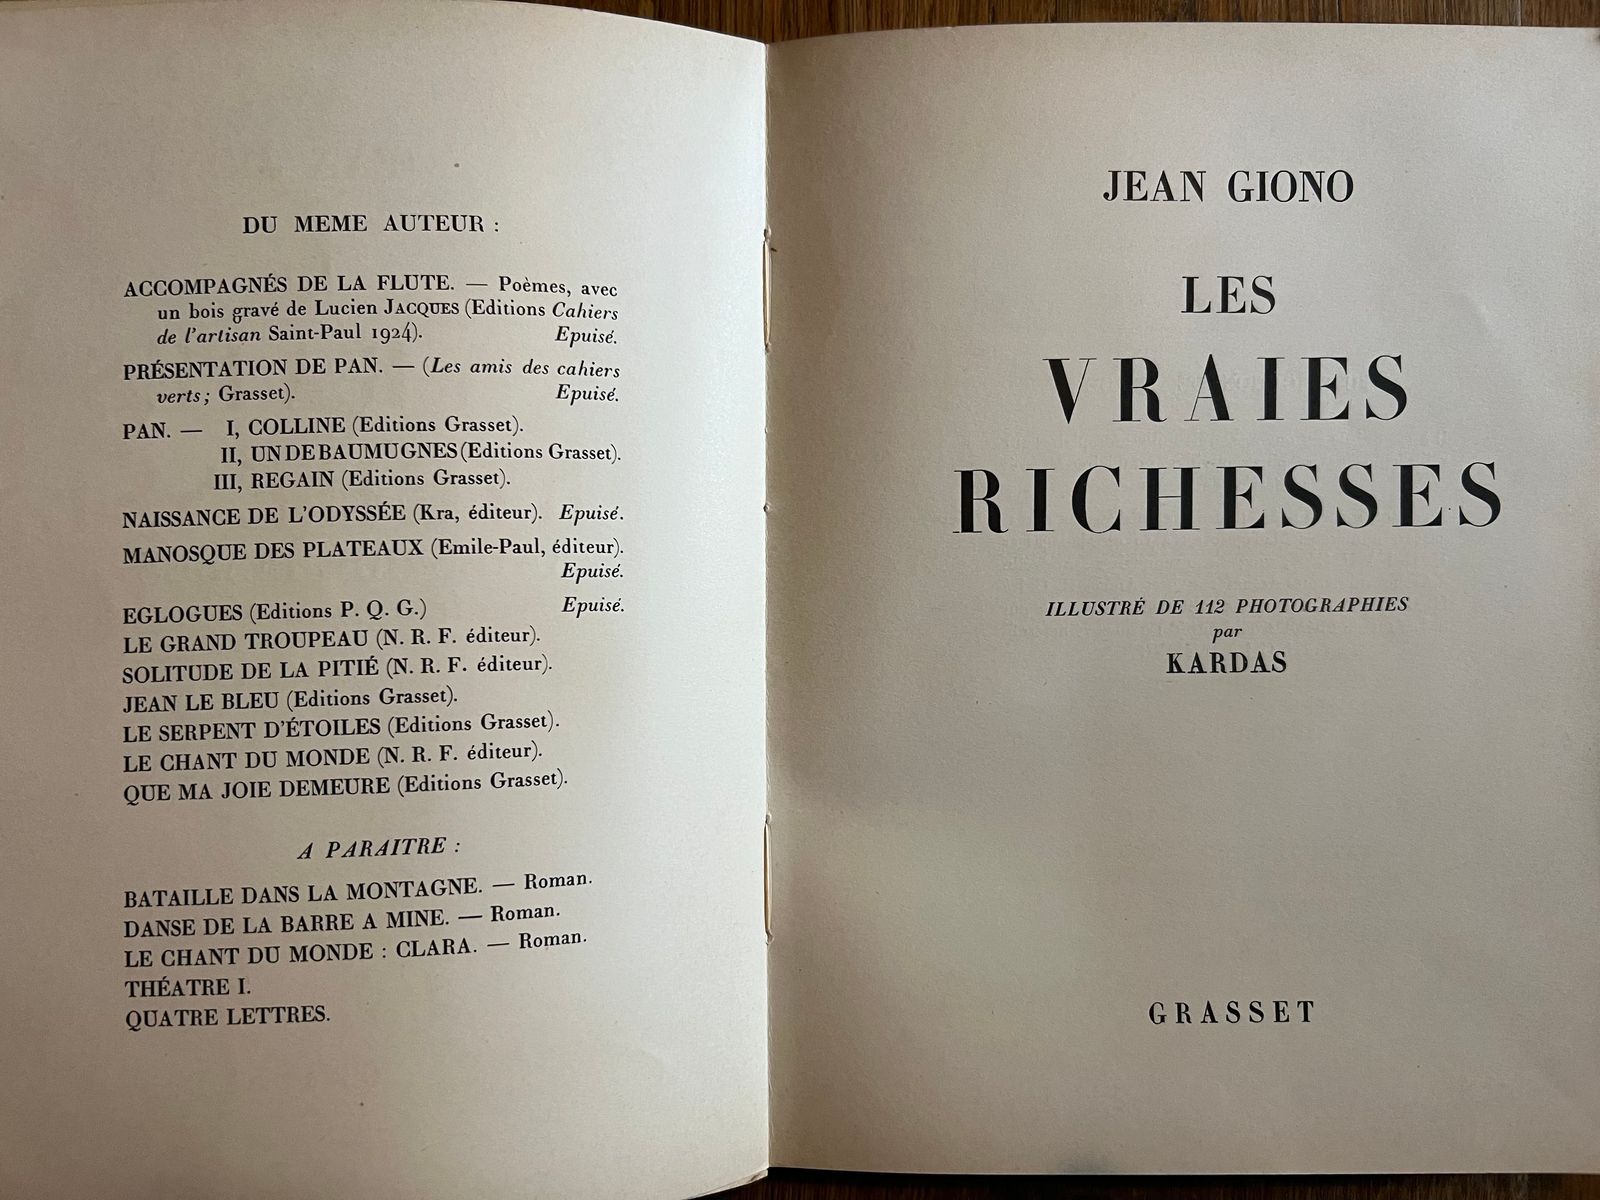 DU MEME AUTEUR :
ACCOMPAGNÉS DE LA FLUTE. — Poèmes, avec
un bois gravé de Lucien JACQUES (Editions Cahiers
de l'artisan Saint-Paul 1924). Epuisé.
PRÉSENTATION DE PAN. — (Les amis des cahiers
verts ; Grasset). Epuisé.
PAN. — I, COLLINE (Editions Grasset).
II, UN DE BAUMUGNES (Editions Grasset).
III, REGAIN (Editions Grasset).
NAISSANCE DE L'ODYSSÉE (Kra, éditeur). Epuisé.
MANOSQUE DES PLATEAUX (Emile-Paul, éditeur).
Epuisé.
EGLOGUES (Editions P. Q. G.) Epuisé.
LE GRAND TROUPEAU (N. R. F. éditeur).
SOLITUDE DE LA PITIÉ (N. R. F. éditeur).
JEAN LE BLEU (Editions Grasset).
LE SERPENT D'ÉTOILES (Editions Grasset).
LE CHANT DU MONDE (N. R. F. éditeur).
QUE MA JOIE DEMEURE (Editions Grasset).
A PARAITRE :
BATAILLE DANS LA MONTAGNE. — Roman.
DANSE DE LA BARRE A MINE. — Roman.
LE CHANT DU MONDE : CLARA. — Roman.
THÉATRE I.
QUATRE LETTRES.
JEAN GIONO
LES
VRAIES
RICHESSES
ILLUSTRÉ DE 112 PHOTOGRAPHIES
par
KARDAS
GRASSET